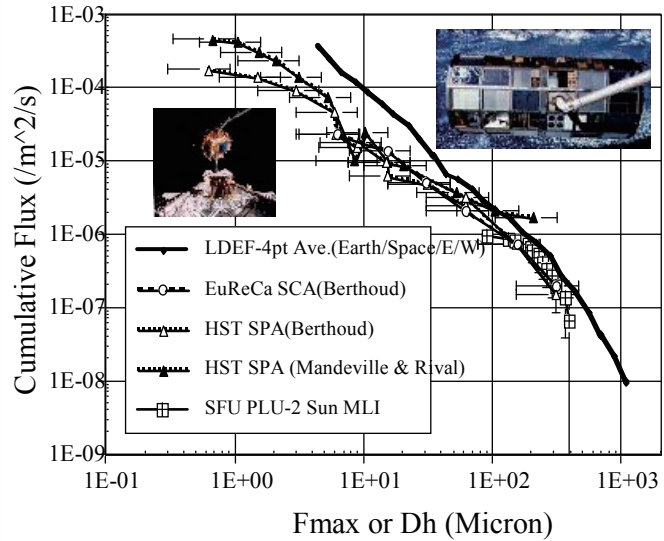 1E-03
1E-04
1E-05
1E-06
1E-07
1E-08
1E-09
Cumulative Flux (/m^2/s)
LDEF-4pt Ave.(Earth/Space/E/W)
EuReCa SCA(Berthoud)
HST SPA(Berthoud)
HST SPA (Mandeville & Rival)
SFU PLU-2 Sun MLI
1E-01 1E+00 1E+01 1E+02 1E+03
Fmax or Dh (Micron)